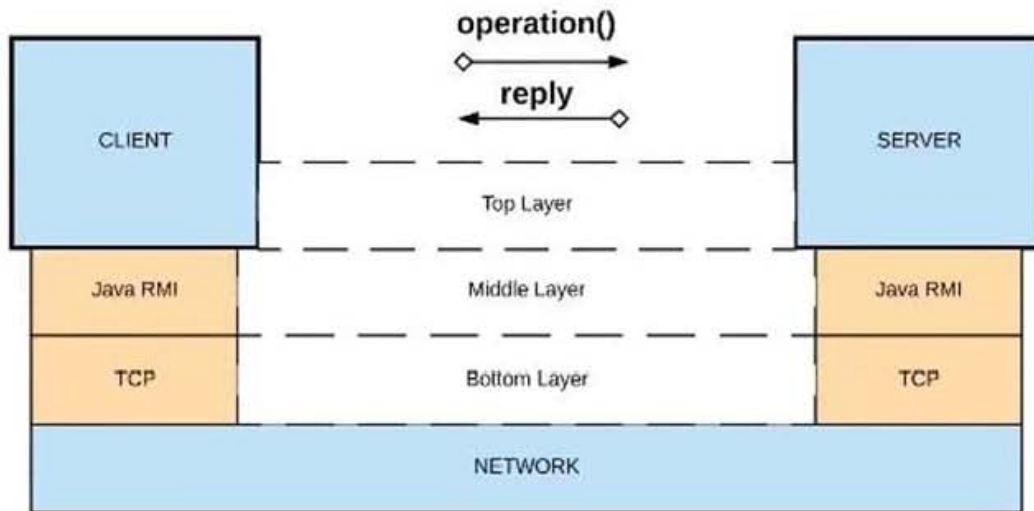 operation()
reply
CLIENT
SERVER
Top Layer
Java RMI
Middle Layer
Java RMI
TCP
Bottom Layer
TCP
NETWORK